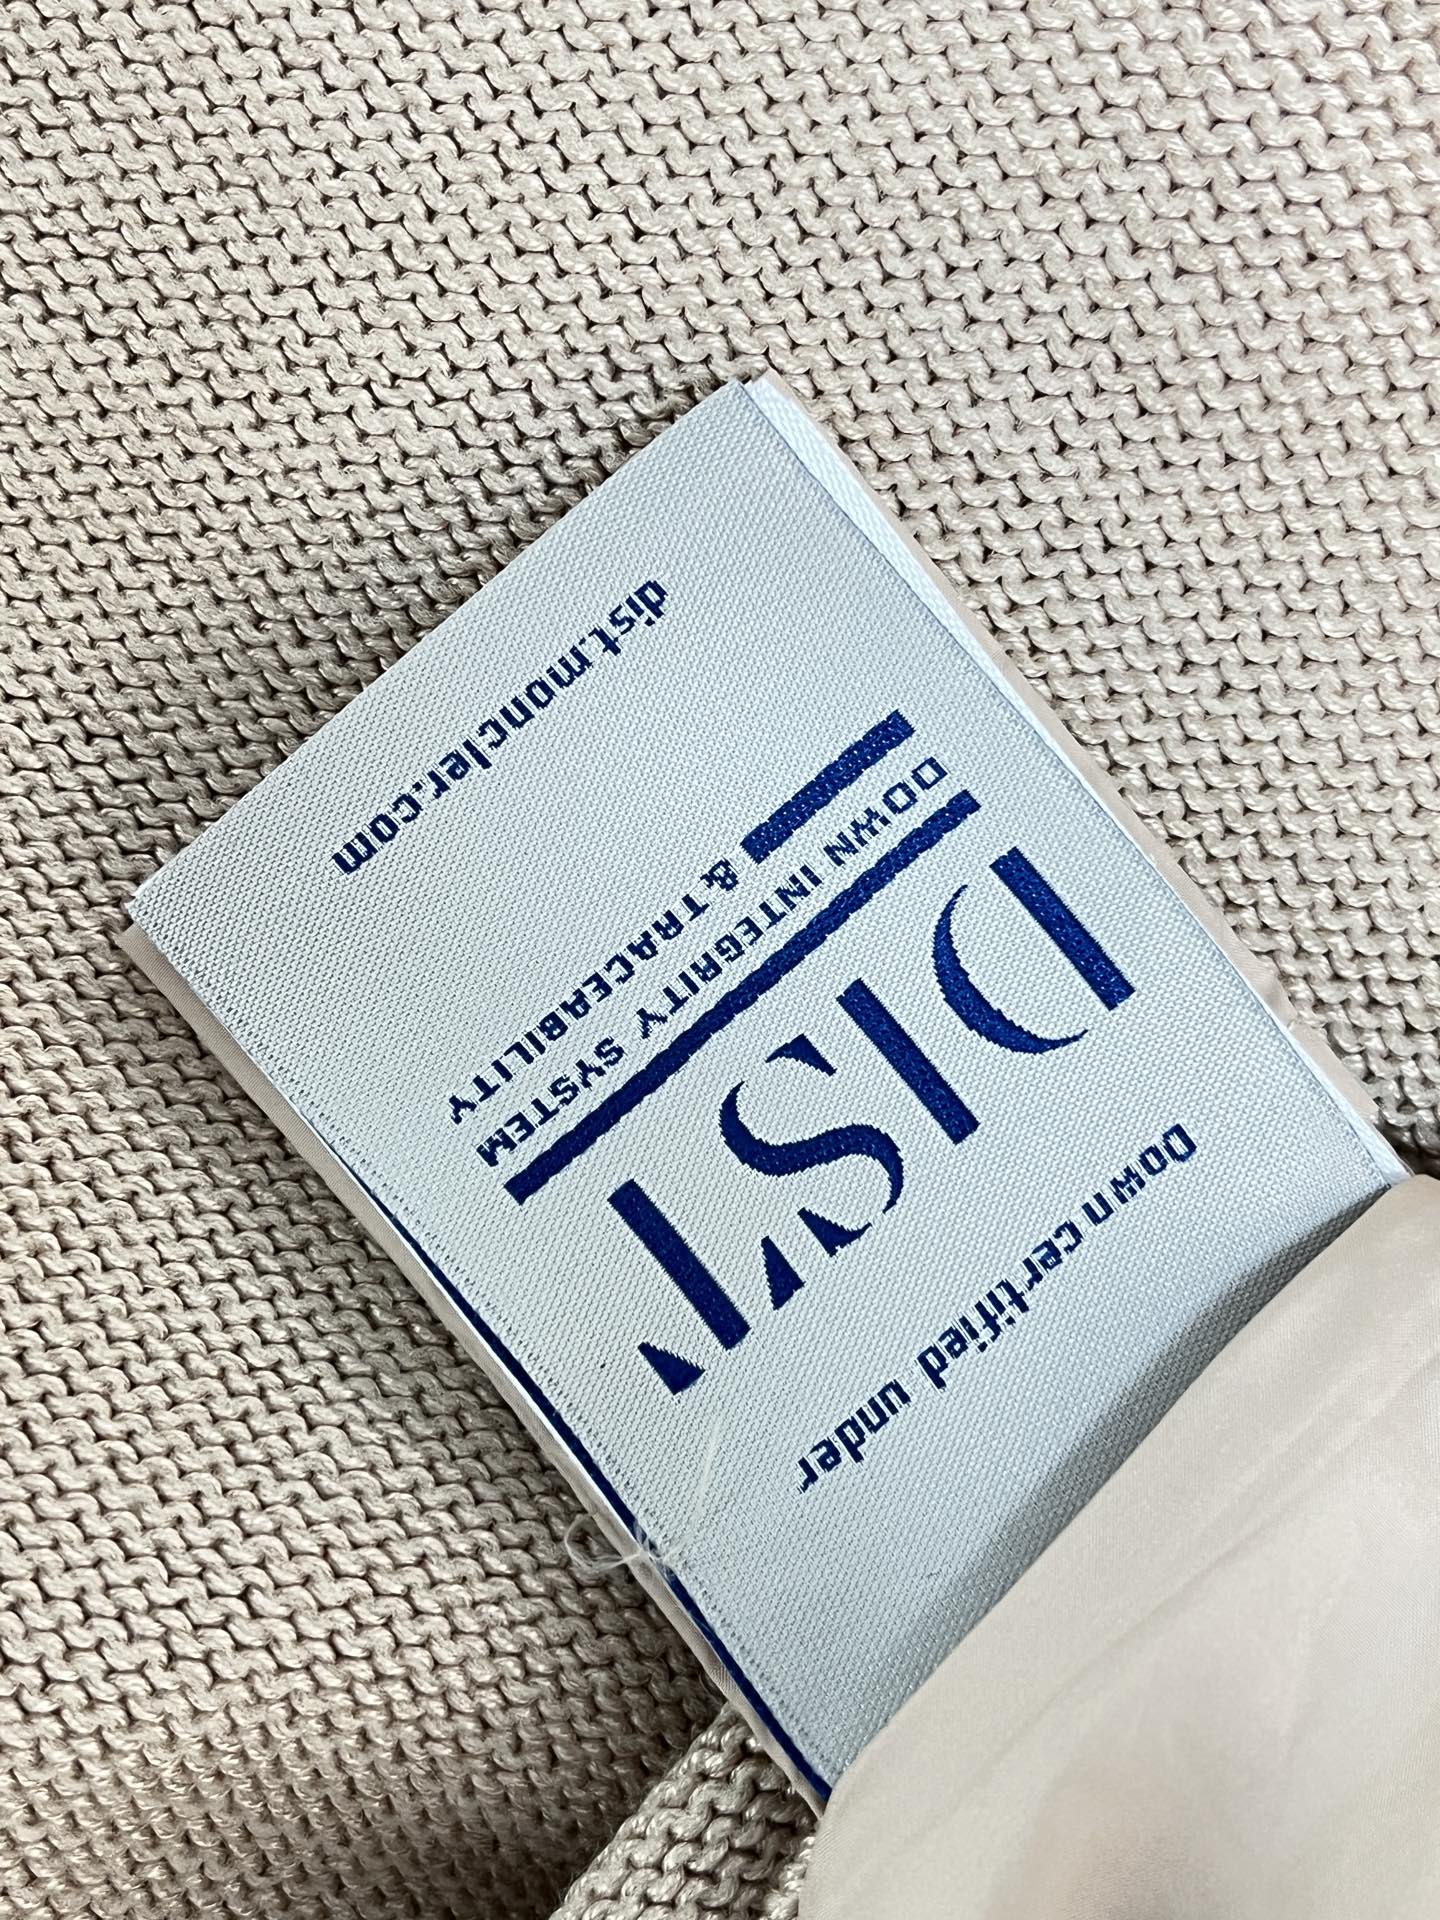 Down certified under
DIST
DOWN INTEGRITY SYSTEM
& TRACEABILITY
dist.moncler.com